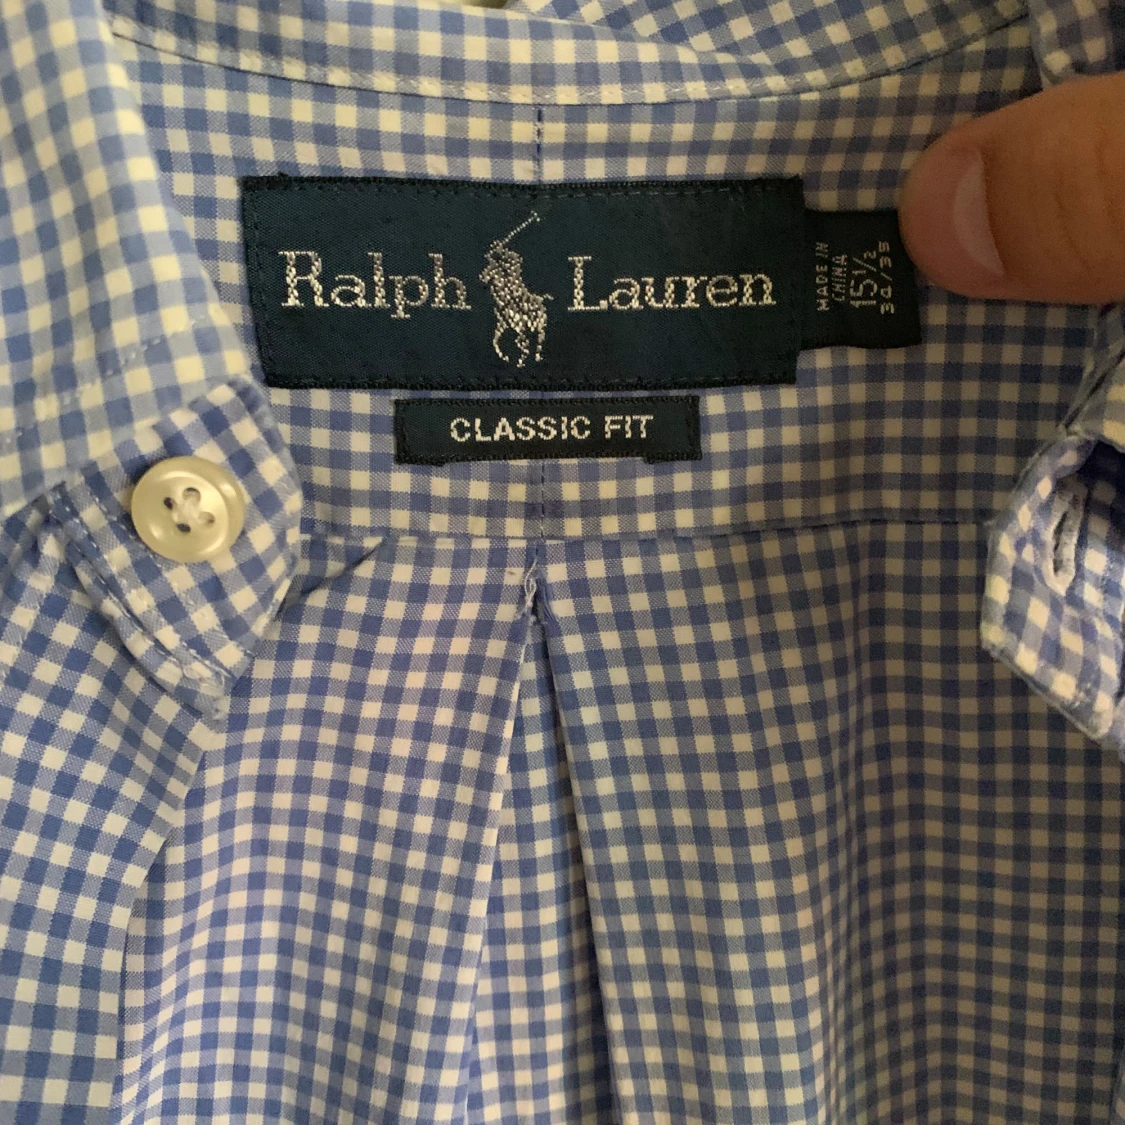 Ralph Lauren
CLASSIC FIT
MADE IN
CHINA
15½
34/35